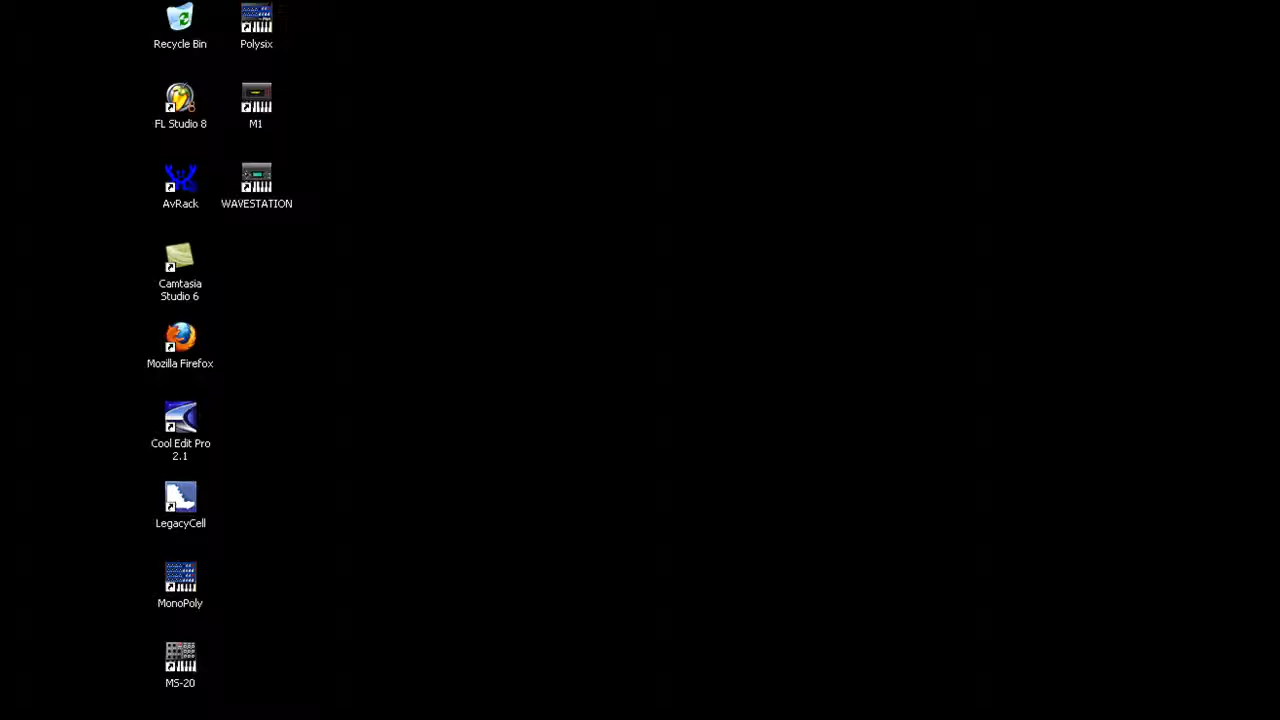 Recycle Bin
Polysix
FL Studio 8
M1
AvRack
WAVESTATION
Camtasia
Studio 6
Mozilla Firefox
Cool Edit Pro
2.1
LegacyCell
MonoPoly
MS-20